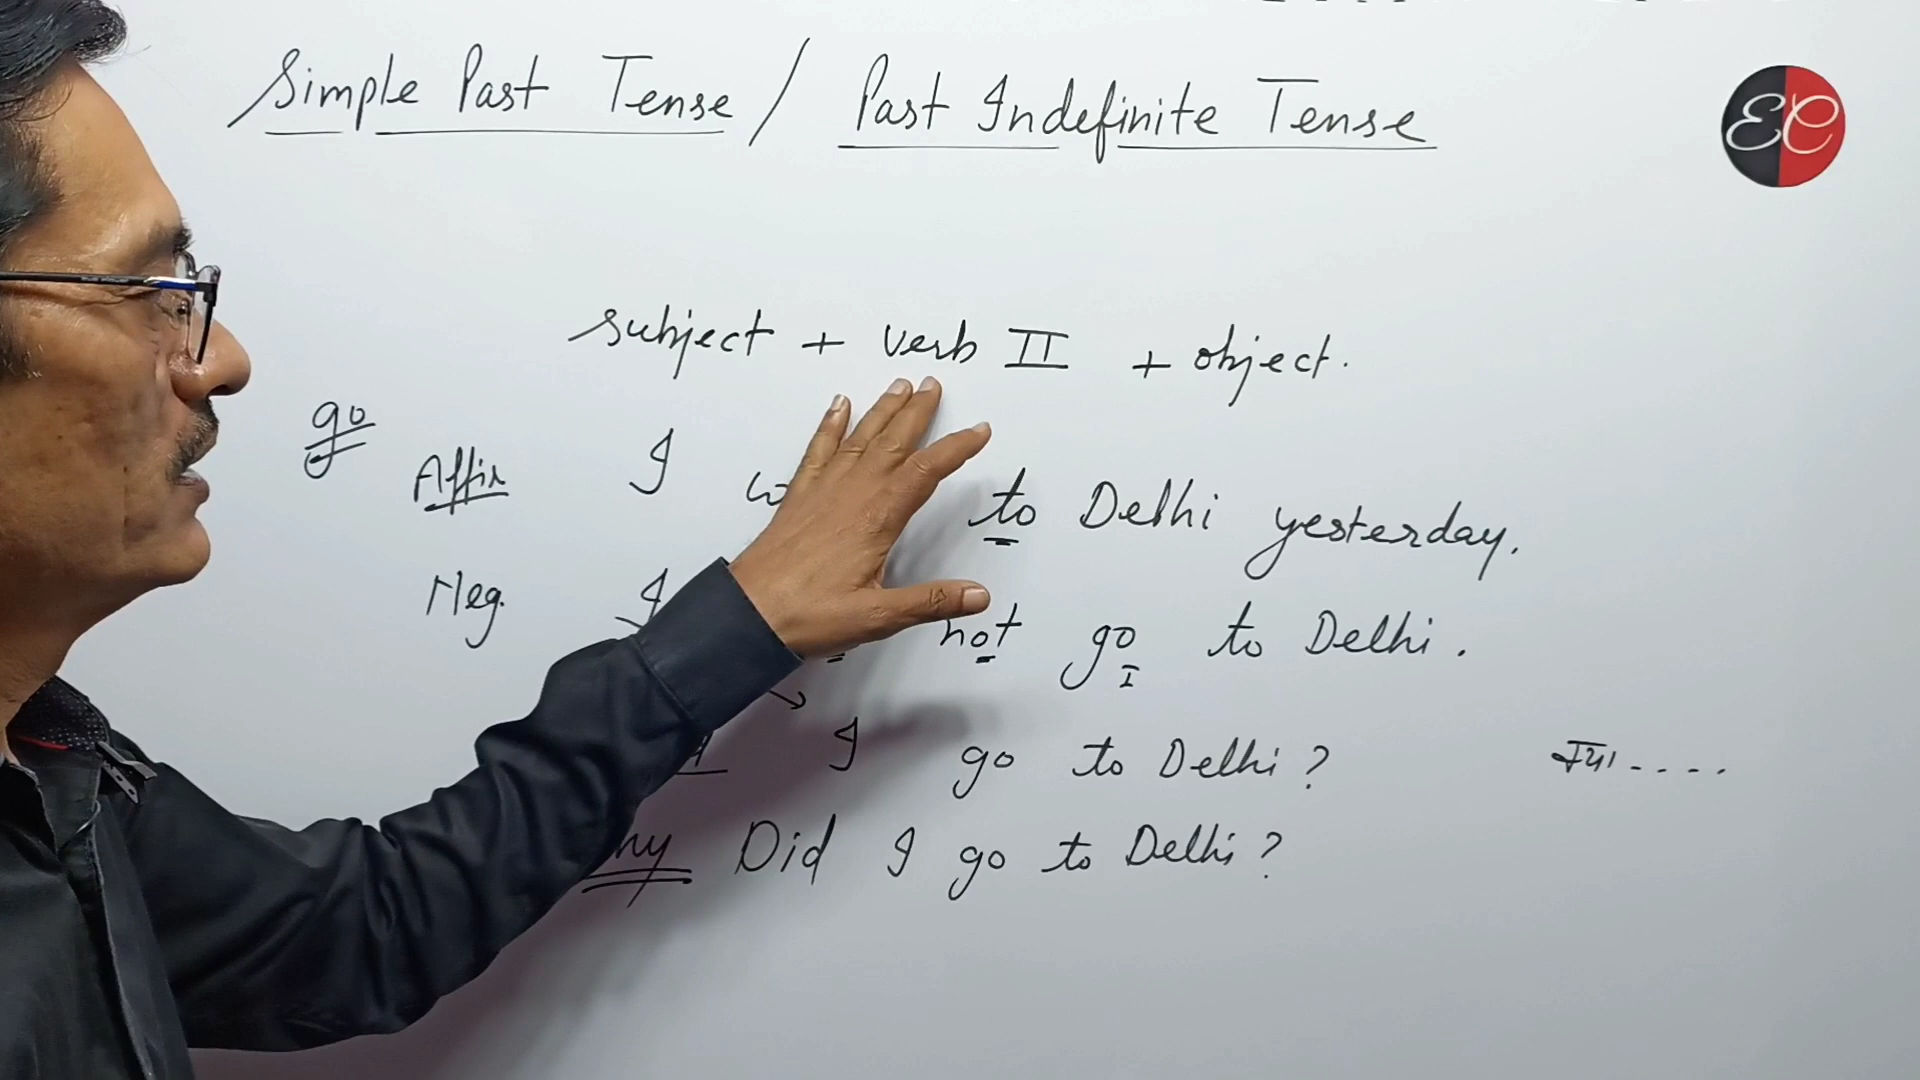 Simple Past Tense / Past Indefinite Tense
EC
subject + verb II + object.
go
Affir I to Delhi yesterday.
Neg. I not go to Delhi.
I
I go to Delhi? क्या....
Did I go to Delhi?